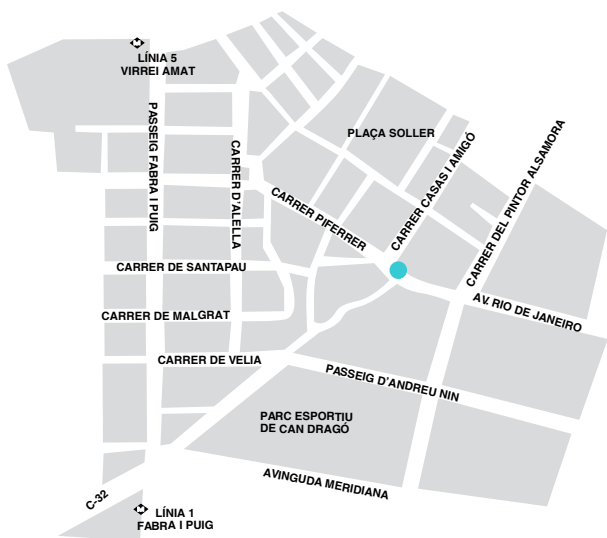 LÍNIA 5
VIRREI AMAT
PASSEIG FABRA I PUIG
CARRER D'ALELLA
PLAÇA SOLLER
CARRER CASAS I AMIGÓ
CARRER DEL PINTOR ALSAMORA
CARRER PIFERRER
CARRER DE SANTAPAU
AV. RIO DE JANEIRO
CARRER DE MALGRAT
CARRER DE VELIA
PASSEIG D'ANDREU NIN
PARC ESPORTIU
DE CAN DRAGÓ
AVINGUDA MERIDIANA
C-32
LÍNIA 1
FABRA I PUIG